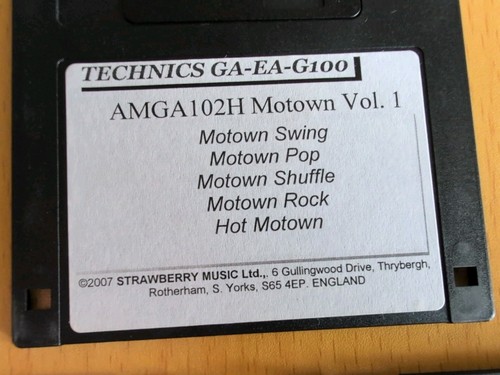 TECHNICS GA-EA-G100
AMGA102H Motown Vol. 1
Motown Swing
Motown Pop
Motown Shuffle
Motown Rock
Hot Motown
©2007 STRAWBERRY MUSIC Ltd.,. 6 Gullingwood Drive, Thrybergh,
Rotherham, S. Yorks, S65 4EP. ENGLAND